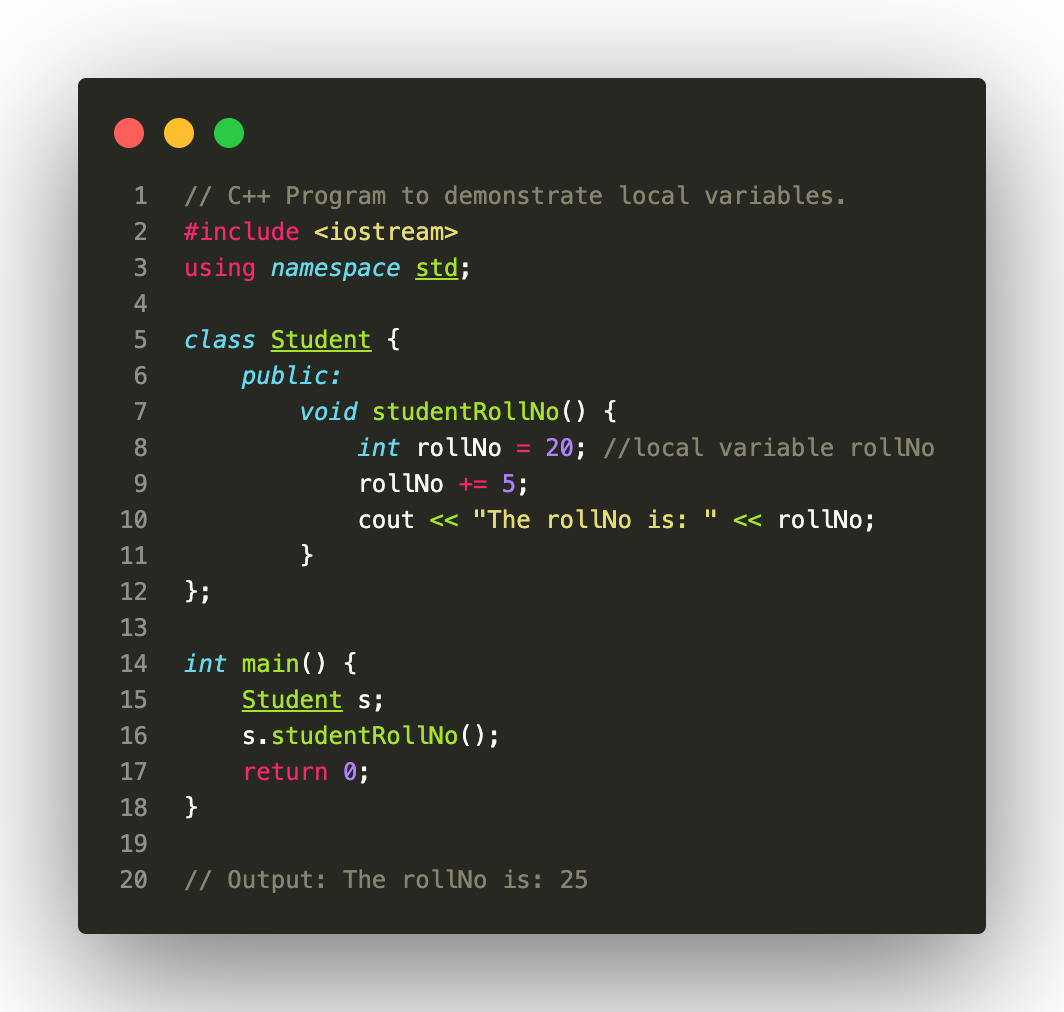 1 // C++ Program to demonstrate local variables.
2 #include <iostream>
3 using namespace std;
4
5 class Student {
6     public:
7         void studentRollNo() {
8             int rollNo = 20; //local variable rollNo
9             rollNo += 5;
10             cout << "The rollNo is: " << rollNo;
11         }
12 };
13
14 int main() {
15     Student s;
16     s.studentRollNo();
17     return 0;
18 }
19
20 // Output: The rollNo is: 25